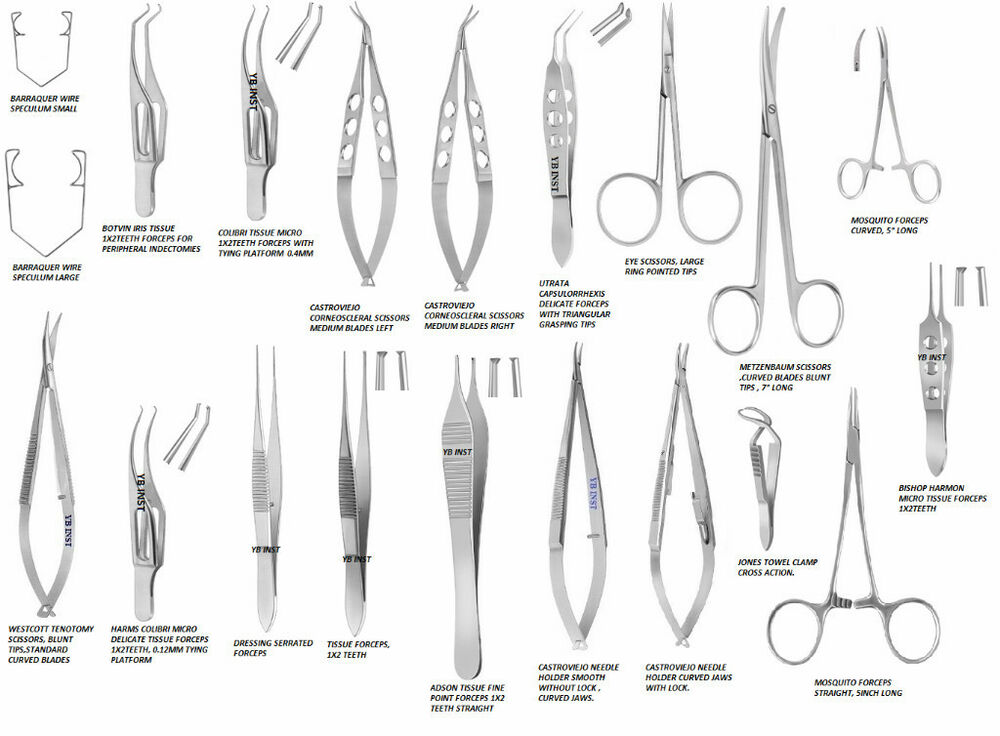 BARRAQUER WIRE
SPECULUM SMALL
BARRAQUER WIRE
SPECULUM LARGE
BOTVIN IRIS TISSUE
1X2TEETH FORCEPS FOR
PERIPHERAL INDECTOMIES
YB INST
COLIBRI TISSUE MICRO
1X2TEETH FORCEPS WITH
TYING PLATFORM 0.4MM
CASTROVIEJO
CORNEOSCLERAL SCISSORS
MEDIUM BLADES LEFT
CASTROVIEJO
CORNEOSCLERAL SCISSORS
MEDIUM BLADES RIGHT
YB INST
UTRATA
CAPSULORRHEXIS
DELICATE FORCEPS
WITH TRIANGULAR
GRASPING TIPS
EYE SCISSORS, LARGE
RING POINTED TIPS
METZENBAUM SCISSORS
,CURVED BLADES BLUNT
TIPS , 7" LONG
MOSQUITO FORCEPS
CURVED, 5" LONG
YB INST
BISHOP HARMON
MICRO TISSUE FORCEPS
1X2TEETH
YB INST
WESTCOTT TENOTOMY
SCISSORS, BLUNT
TIPS,STANDARD
CURVED BLADES
YB INST
HARMS COLIBRI MICRO
DELICATE TISSUE FORCEPS
1X2TEETH, 0.12MM TYING
PLATFORM
YB INST
DRESSING SERRATED
FORCEPS
YB INST
TISSUE FORCEPS,
1X2 TEETH
YB INST
ADSON TISSUE FINE
POINT FORCEPS 1X2
TEETH STRAIGHT
YB INST
CASTROVIEJO NEEDLE
HOLDER SMOOTH
WITHOUT LOCK ,
CURVED JAWS.
CASTROVIEJO NEEDLE
HOLDER CURVED JAWS
WITH LOCK.
JONES TOWEL CLAMP
CROSS ACTION.
MOSQUITO FORCEPS
STRAIGHT, 5INCH LONG